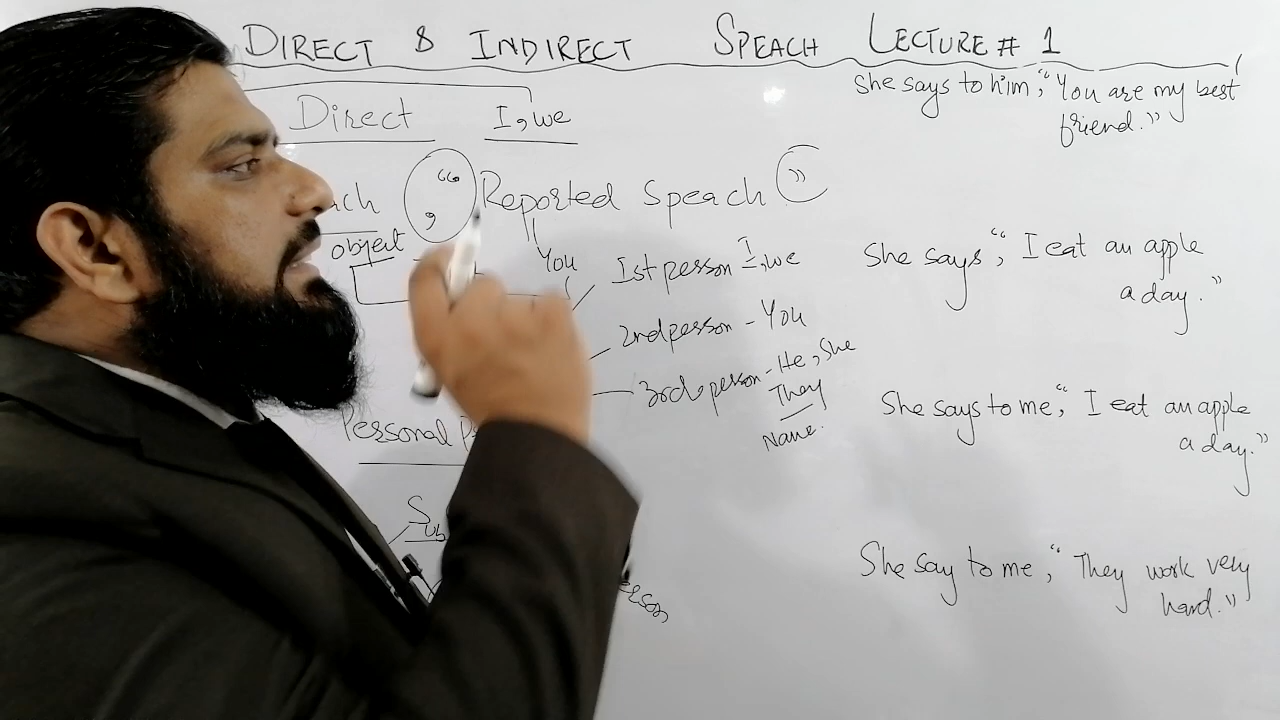 DIRECT & INDIRECT SPEACH LECTURE # 1
Direct I, we
“ Reported Speach ”
,
object
You
1st person I, we
2nd person - You
3rd person - He, She
They
Name.
Personal
Sub
She says to him, “You are my best
friend.”
She says, “I eat an apple
a day.”
She says to me, “I eat an apple
a day.”
She say to me, “They work very
hard.”